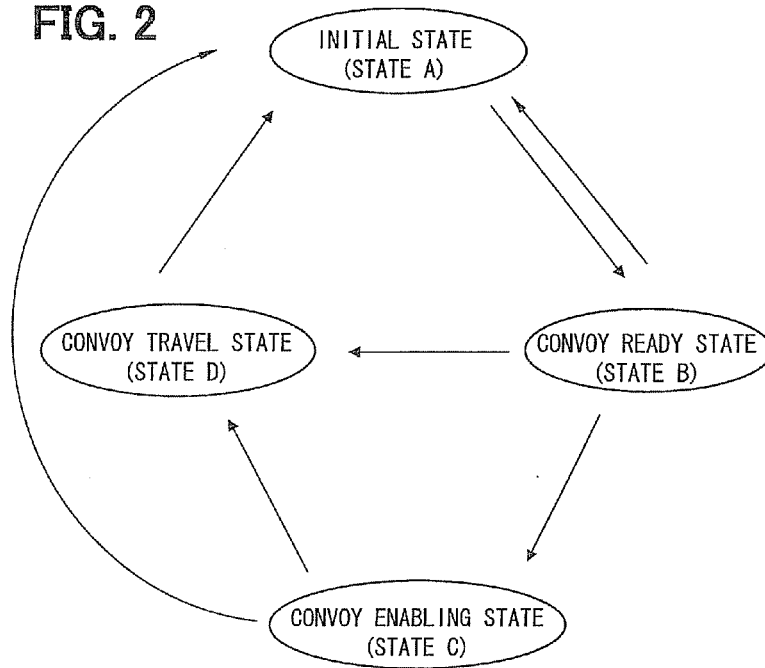 FIG. 2
INITIAL STATE
(STATE A)
CONVOY TRAVEL STATE
(STATE D)
CONVOY READY STATE
(STATE B)
CONVOY ENABLING STATE
(STATE C)